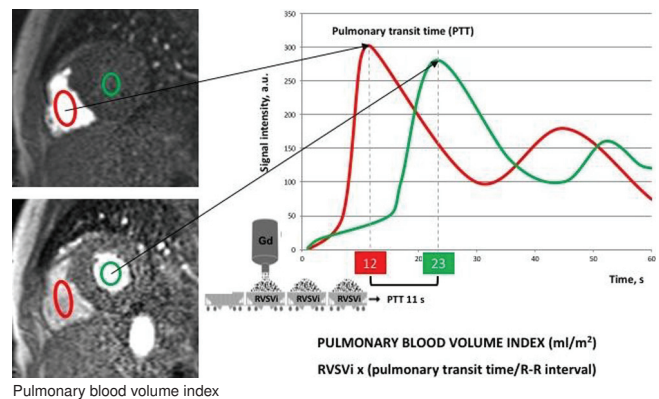 350
Pulmonary transit time (PTT)
300
250
200
150
100
50
0
Signal intensity, a.u.
12
20
23
30
40
50
60
Time, s
Gd
RVSVi RVSVi RVSVi
PTT 11 s
PULMONARY BLOOD VOLUME INDEX (ml/m²)
RVSVi x (pulmonary transit time/R-R interval)
Pulmonary blood volume index